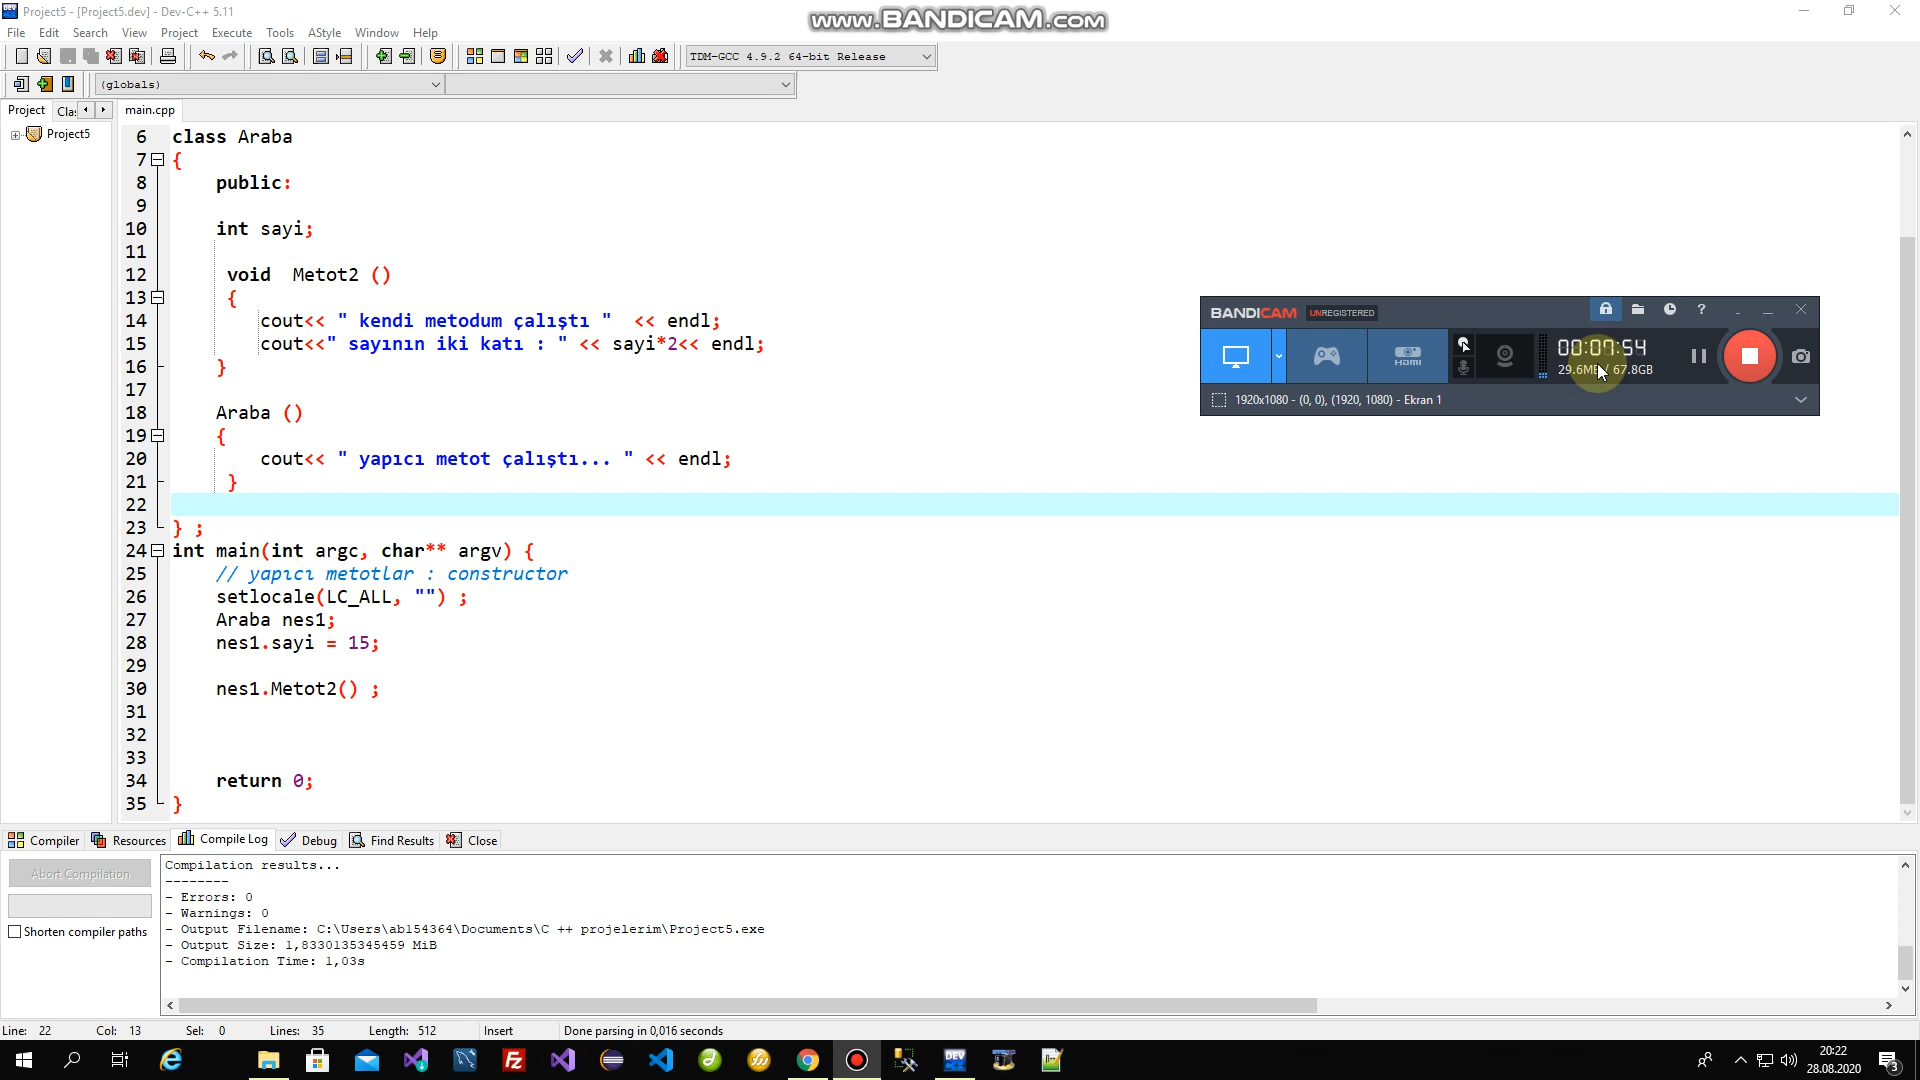 Project5 - [Project5.dev] - Dev-C++ 5.11
www.BANDICAM.com
File Edit Search View Project Execute Tools AStyle Window Help
TDM-GCC 4.9.2 64-bit Release
(globals)
Project Clas main.cpp
Project5
6 class Araba
7 {
8 public:
9
10 int sayi;
11
12 void Metot2 ()
13 {
14 cout<< " kendi metodum çalıştı " << endl;
15 cout<<" sayının iki katı : " << sayi*2<< endl;
16 }
17
18 Araba ()
19 {
20 cout<< " yapıcı metot çalıştı... " << endl;
21 }
22
23 } ;
24 int main(int argc, char** argv) {
25 // yapıcı metotlar : constructor
26 setlocale(LC_ALL, "") ;
27 Araba nes1;
28 nes1.sayi = 15;
29
30 nes1.Metot2() ;
31
32
33
34 return 0;
35 }
BANDICAM UNREGISTERED
HDMI
00:00:54
29.6MB / 67.8GB
1920x1080 - (0, 0), (1920, 1080) - Ekran 1
Compiler Resources Compile Log Debug Find Results Close
Abort Compilation
Shorten compiler paths
Compilation results...
--------
- Errors: 0
- Warnings: 0
- Output Filename: C:\Users\ab154364\Documents\C ++ projelerim\Project5.exe
- Output Size: 1,8330135345459 MiB
- Compilation Time: 1,03s
Line: 22 Col: 13 Sel: 0 Lines: 35 Length: 512 Insert Done parsing in 0,016 seconds
DEV
20:22
28.08.2020
3